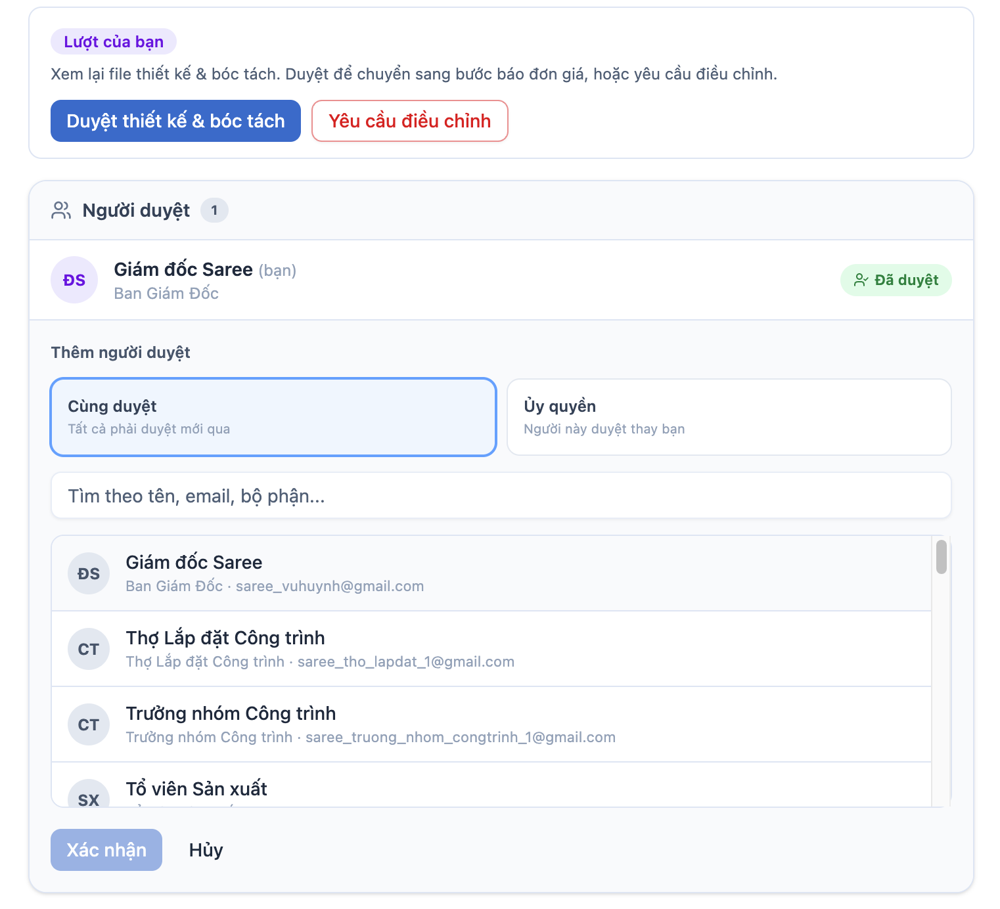 Lượt của bạn
Xem lại file thiết kế & bóc tách. Duyệt để chuyển sang bước báo đơn giá, hoặc yêu cầu điều chỉnh.
Duyệt thiết kế & bóc tách
Yêu cầu điều chỉnh
Người duyệt 1
ĐS
Giám đốc Saree (bạn)
Ban Giám Đốc
Đã duyệt
Thêm người duyệt
Cùng duyệt
Tất cả phải duyệt mới qua
Ủy quyền
Người này duyệt thay bạn
Tìm theo tên, email, bộ phận...
ĐS
Giám đốc Saree
Ban Giám Đốc · saree_vuhuynh@gmail.com
CT
Thợ Lắp đặt Công trình
Thợ Lắp đặt Công trình · saree_tho_lapdat_1@gmail.com
CT
Trưởng nhóm Công trình
Trưởng nhóm Công trình · saree_truong_nhom_congtrinh_1@gmail.com
SX
Tổ viên Sản xuất
Xác nhận
Hủy